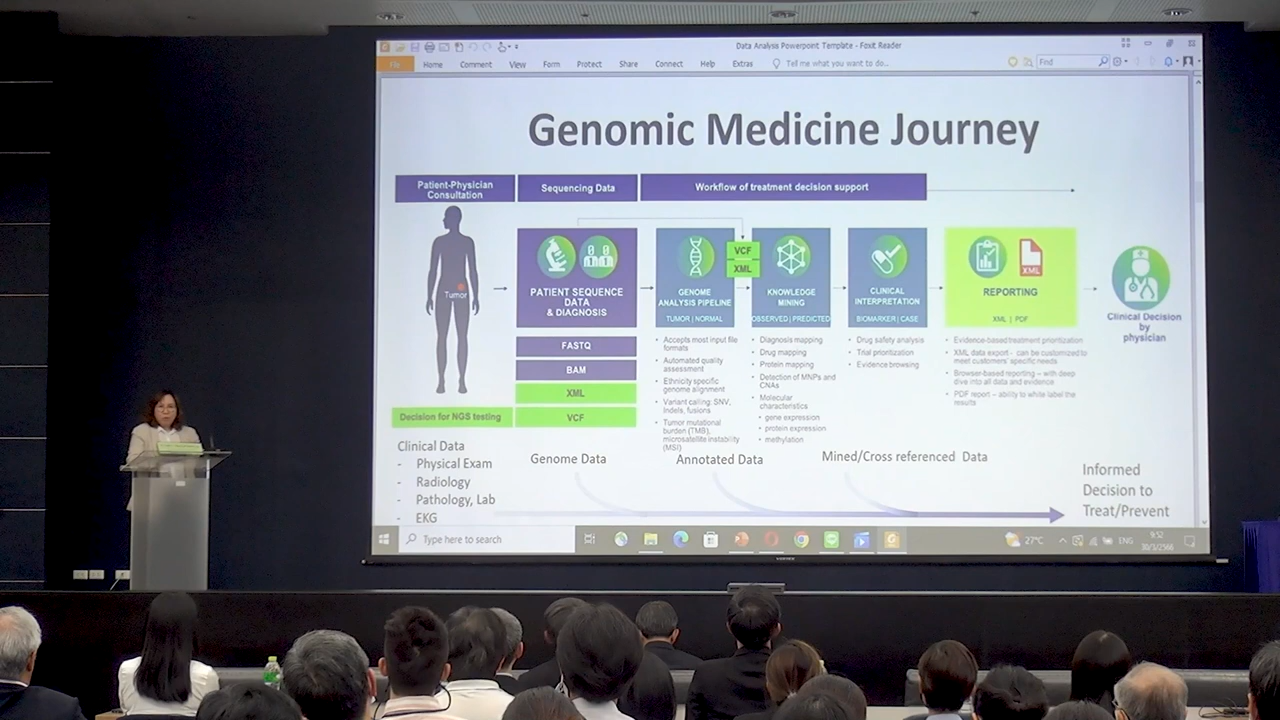 Data Analysis Powerpoint Template - Foxit Reader
File Home Comment View Form Protect Share Connect Help Extras Tell me what you want to do... Find
Genomic Medicine Journey
Patient-Physician
Consultation
Sequencing Data
Workflow of treatment decision support
Tumor
Decision for NGS testing
PATIENT SEQUENCE
DATA
& DIAGNOSIS
FASTQ
BAM
XML
VCF
GENOME
ANALYSIS PIPELINE
TUMOR | NORMAL
• Accepts most input file
formats
• Automated quality
assessment
• Ethnicity specific
genome alignment
• Variant calling: SNV,
Indels, fusions
• Tumor mutational
burden (TMB),
microsatellite instability
(MSI)
VCF
XML
KNOWLEDGE
MINING
OBSERVED | PREDICTED
• Diagnosis mapping
• Drug mapping
• Protein mapping
• Detection of MNPs and
CNAs
• Molecular
characteristics
• gene expression
• protein expression
• methylation
CLINICAL
INTERPRETATION
BIOMARKER | CASE
• Drug safety analysis
• Trial prioritization
• Evidence browsing
XML
REPORTING
XML | PDF
• Evidence-based treatment prioritization
• XML data export - can be customized to
meet customers' specific needs
• Browser-based reporting – with deep
dive into all data and evidence
• PDF report – ability to white label the
results
Clinical Decision
by
physician
Clinical Data
- Physical Exam
- Radiology
- Pathology, Lab
- EKG
Genome Data
Annotated Data
Mined/Cross referenced Data
Informed
Decision to
Treat/Prevent
Type here to search
27°C
ENG
9:52
30/1/2566